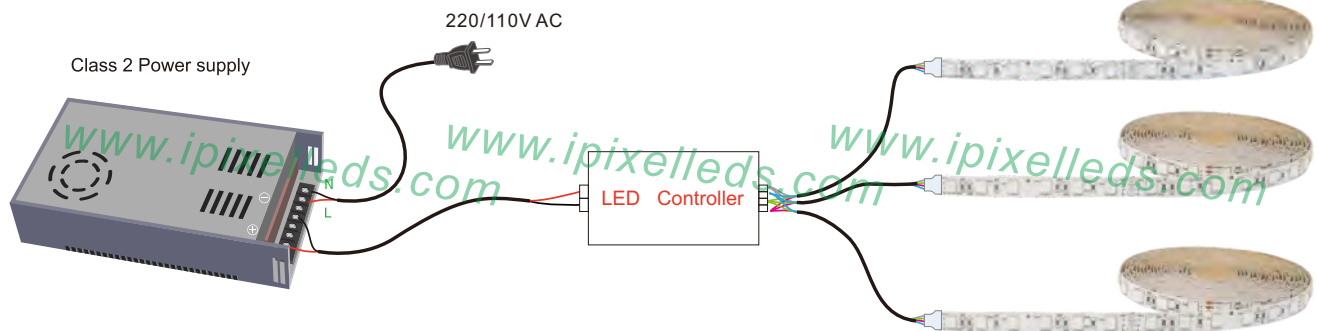 220/110V AC
Class 2 Power supply
www.ipixelleds.com
www.ipixelleds.com
www.ipixelleds.com
N
L
⊖
⊕
LED Controller